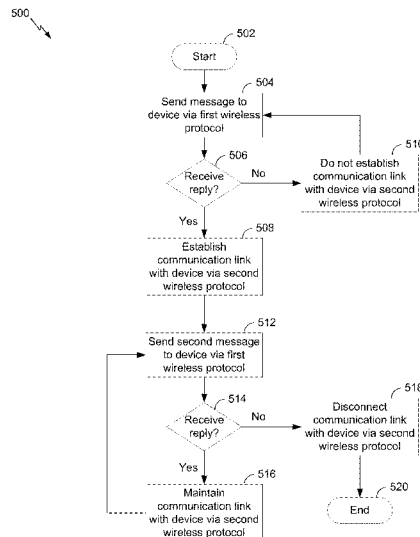 500
502
Start
504
Send message to
device via first wireless
protocol
506
Receive
reply?
No
510
Do not establish
communication link
with device via second
wireless protocol
Yes
508
Establish
communication link
with device via second
wireless protocol
512
Send second message
to device via first
wireless protocol
514
Receive
reply?
No
518
Disconnect
communication link
with device via second
wireless protocol
Yes
516
Maintain
communication link
with device via second
wireless protocol
520
End